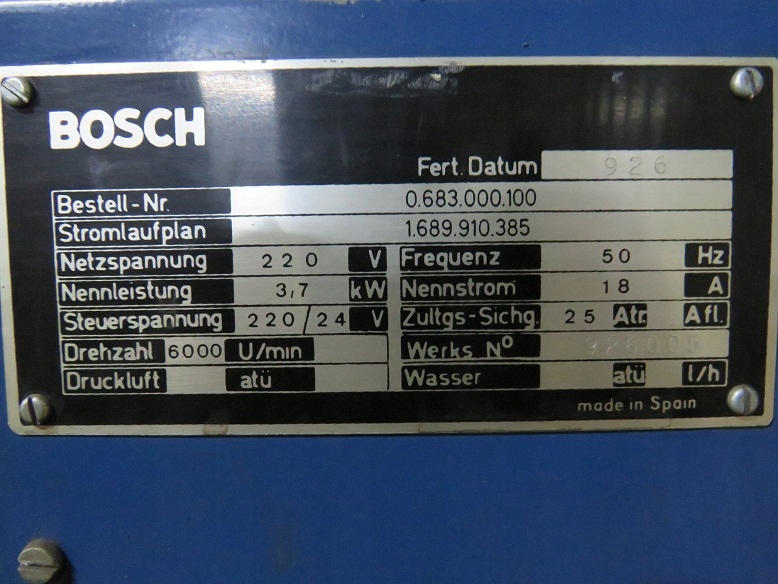 BOSCH
Fert. Datum 926
Bestell-Nr. 0.683.000.100
Stromlaufplan 1.689.910.385
Netzspannung 220 V Frequenz 50 Hz
Nennleistung 3,7 kW Nennstrom 18 A
Steuerspannung 220/24 V Zultgs-Sichg. 25 Atr. Afl.
Drehzahl 6000 U/min Werks Nº 926005
Druckluft atü Wasser atü l/h
made in Spain